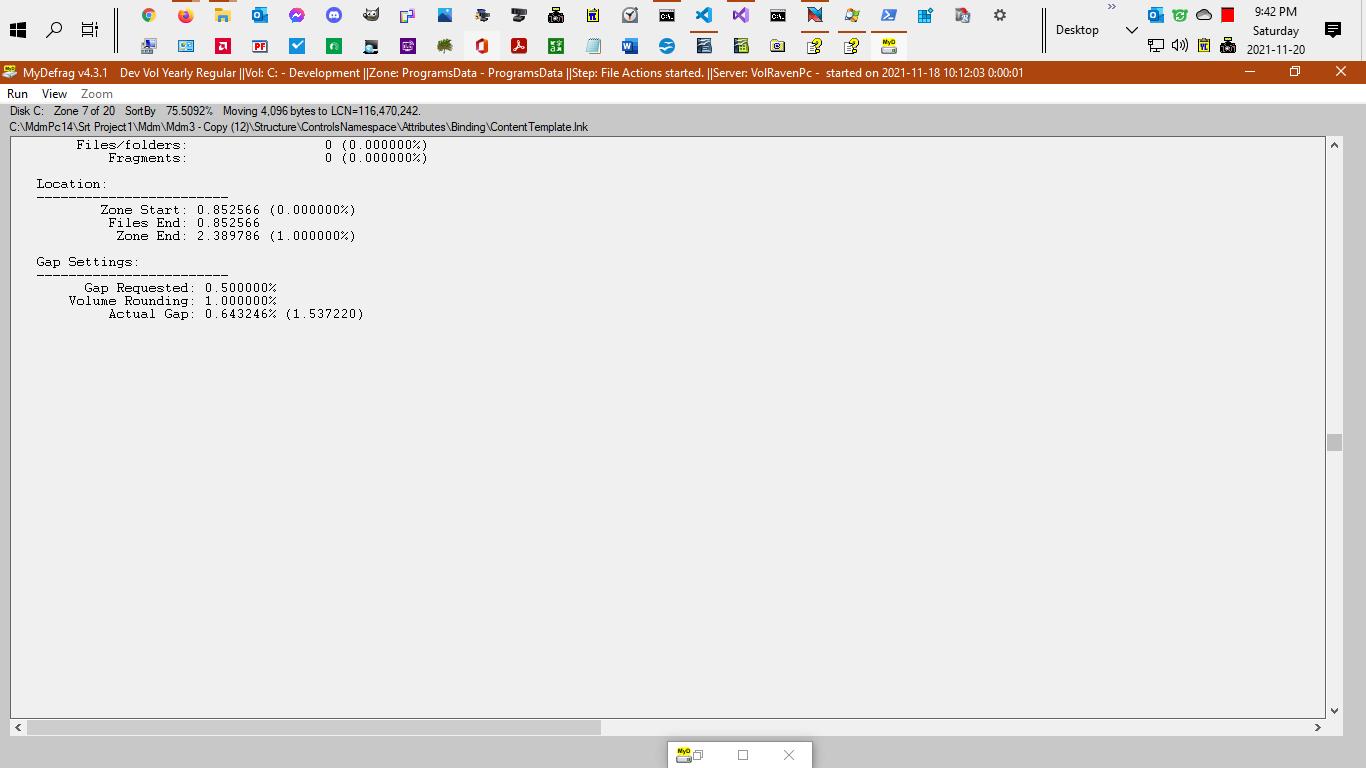 9:42 PM
Saturday
2021-11-20
Desktop
MyDefrag v4.3.1 Dev Vol Yearly Regular ||Vol: C: - Development ||Zone: ProgramsData - ProgramsData ||Step: File Actions started. ||Server: VolRavenPc - started on 2021-11-18 10:12:03 0:00:01
Run View Zoom
Disk C: Zone 7 of 20 SortBy 75.5092% Moving 4,096 bytes to LCN=116,470,242.
C:\MdmPc14\Srt Project1\Mdm\Mdm3 - Copy (12)\Structure\ControlsNamespace\Attributes\Binding\ContentTemplate.lnk
Files/folders: 0 (0.000000%)
Fragments: 0 (0.000000%)
Location:
------------------------
Zone Start: 0.852566 (0.000000%)
Files End: 0.852566
Zone End: 2.389786 (1.000000%)
Gap Settings:
------------------------
Gap Requested: 0.500000%
Volume Rounding: 1.000000%
Actual Gap: 0.643246% (1.537220)
MyD